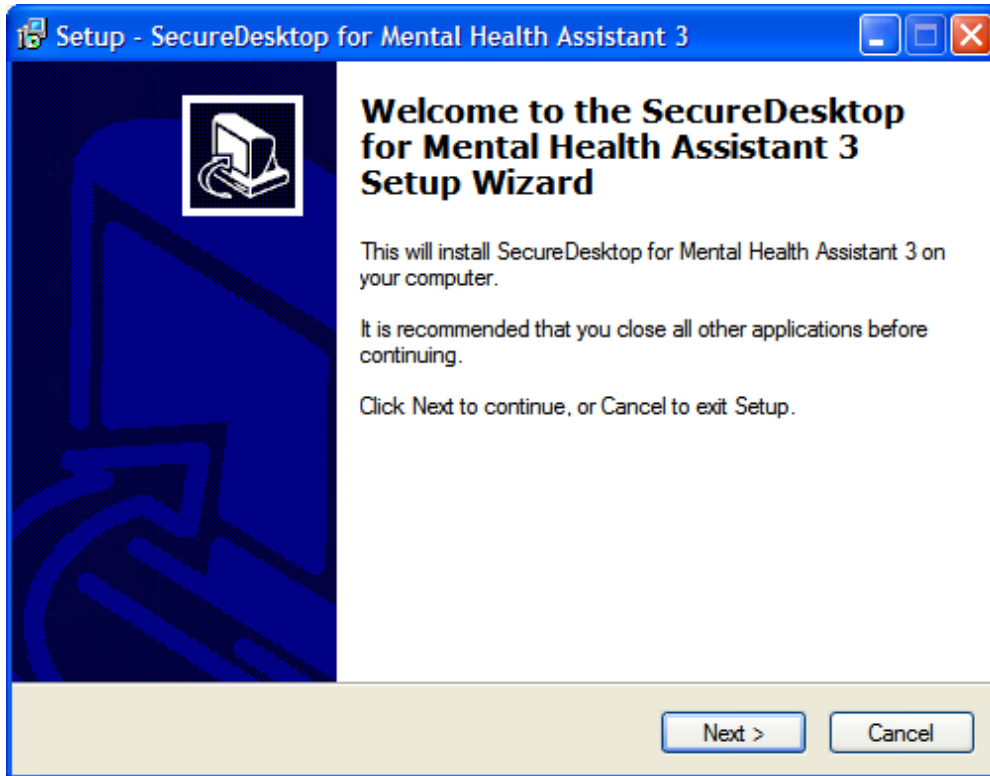 Setup - SecureDesktop for Mental Health Assistant 3
Welcome to the SecureDesktop
for Mental Health Assistant 3
Setup Wizard
This will install SecureDesktop for Mental Health Assistant 3 on
your computer.
It is recommended that you close all other applications before
continuing.
Click Next to continue, or Cancel to exit Setup.
Next >
Cancel